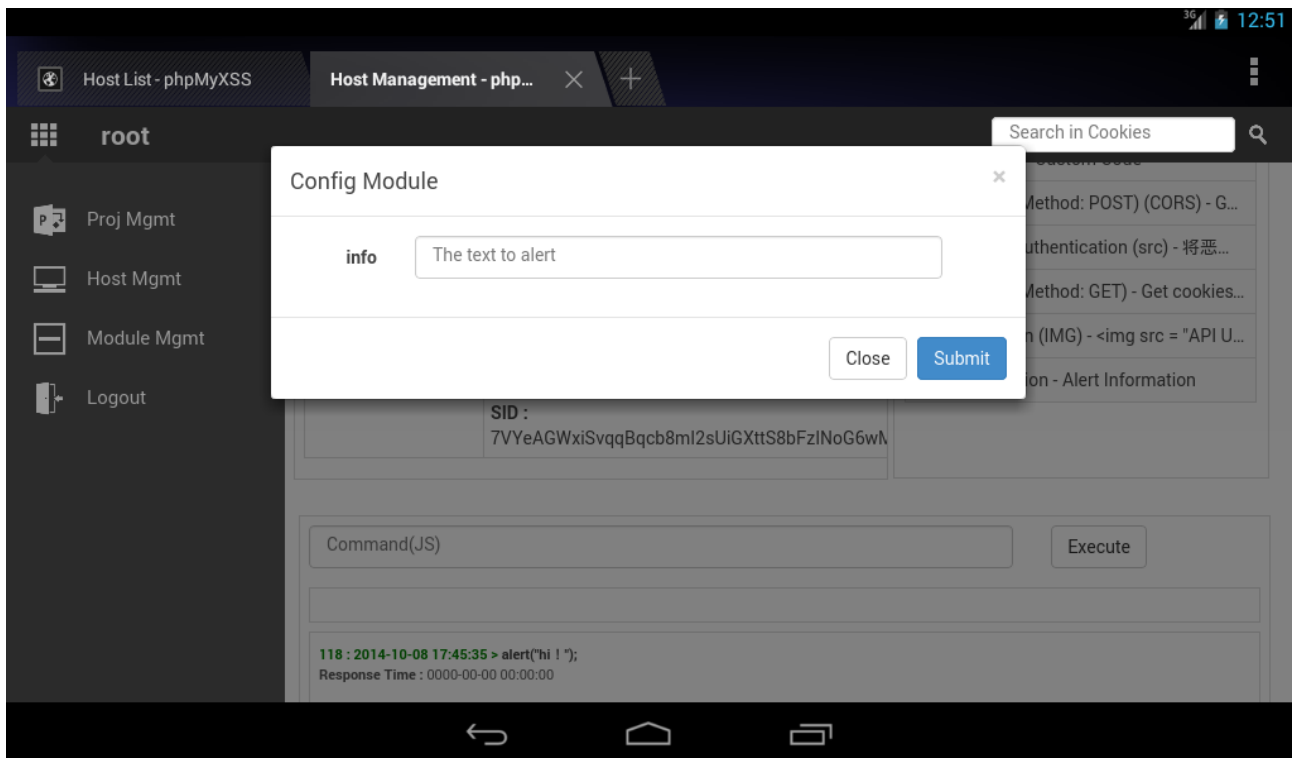 3G 12:51
Host List - phpMyXSS
Host Management - php...
root
Search in Cookies
Config Module
×
Method: POST) (CORS) - G...
Proj Mgmt
info
The text to alert
uthentication (src) - 将恶...
Host Mgmt
Method: GET) - Get cookies...
Module Mgmt
n (IMG) - <img src = "API U...
Close
Submit
ion - Alert Information
Logout
SID :
Command(JS)
Execute
118 : 2014-10-08 17:45:35 > alert("hi ! ");
Response Time : 0000-00-00 00:00:00